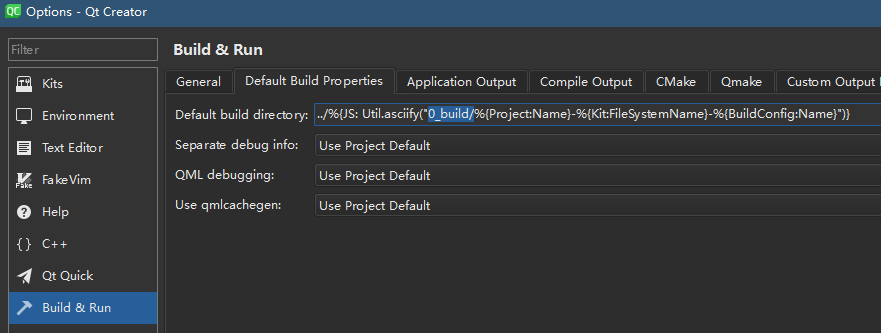 QC Options - Qt Creator
Filter
Build & Run
Kits
Environment
Text Editor
Fake FakeVim
Help
{} C++
Qt Quick
Build & Run
General Default Build Properties Application Output Compile Output CMake Qmake Custom Output
Default build directory: ../%{JS: Util.asciify("0_build/%{Project:Name}-%{Kit:FileSystemName}-%{BuildConfig:Name}")}
Separate debug info: Use Project Default
QML debugging: Use Project Default
Use qmlcachegen: Use Project Default